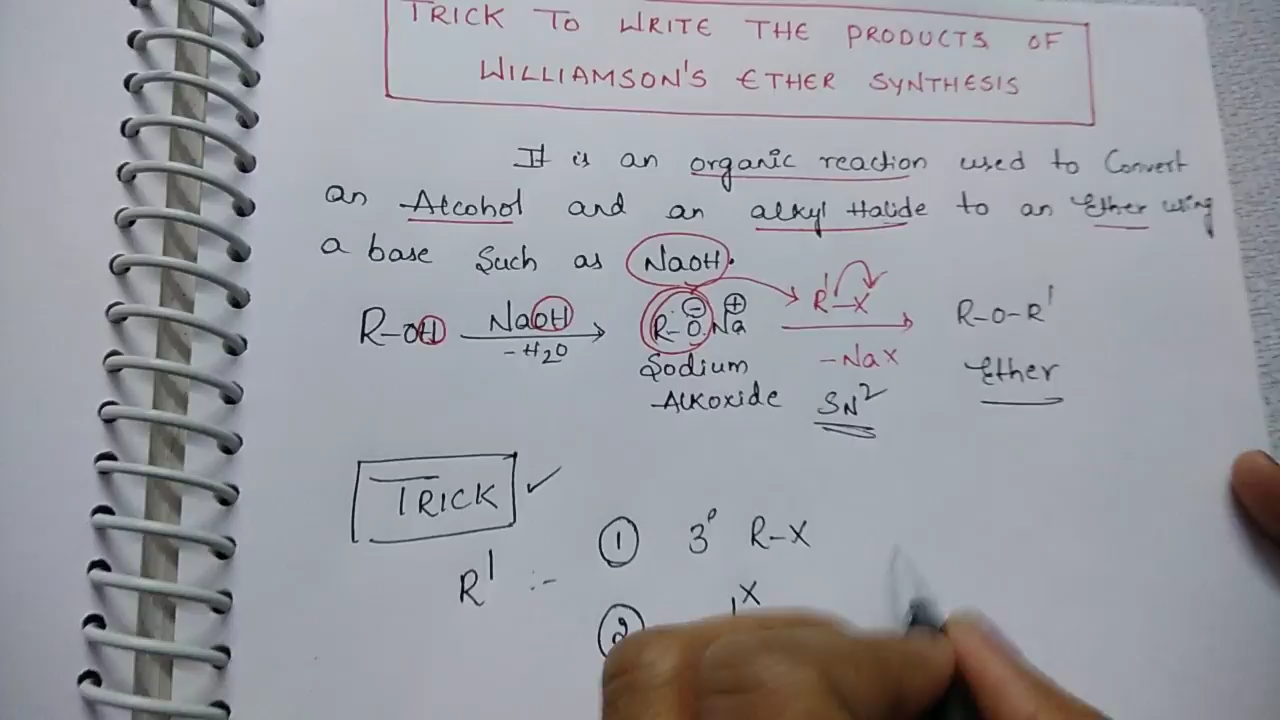 TRICK TO WRITE THE PRODUCTS OF
WILLIAMSON'S ETHER SYNTHESIS
It is an organic reaction used to Convert
an Alcohol and an alkyl Halide to an Ether using
a base Such as NaOH.
R-OH NaOH -H2O R-O⊖Na⊕ R'-X -NaX R-O-R'
Sodium Alkoxide SN2 Ether
TRICK ✓
R' :- ① 3° R-X
② X